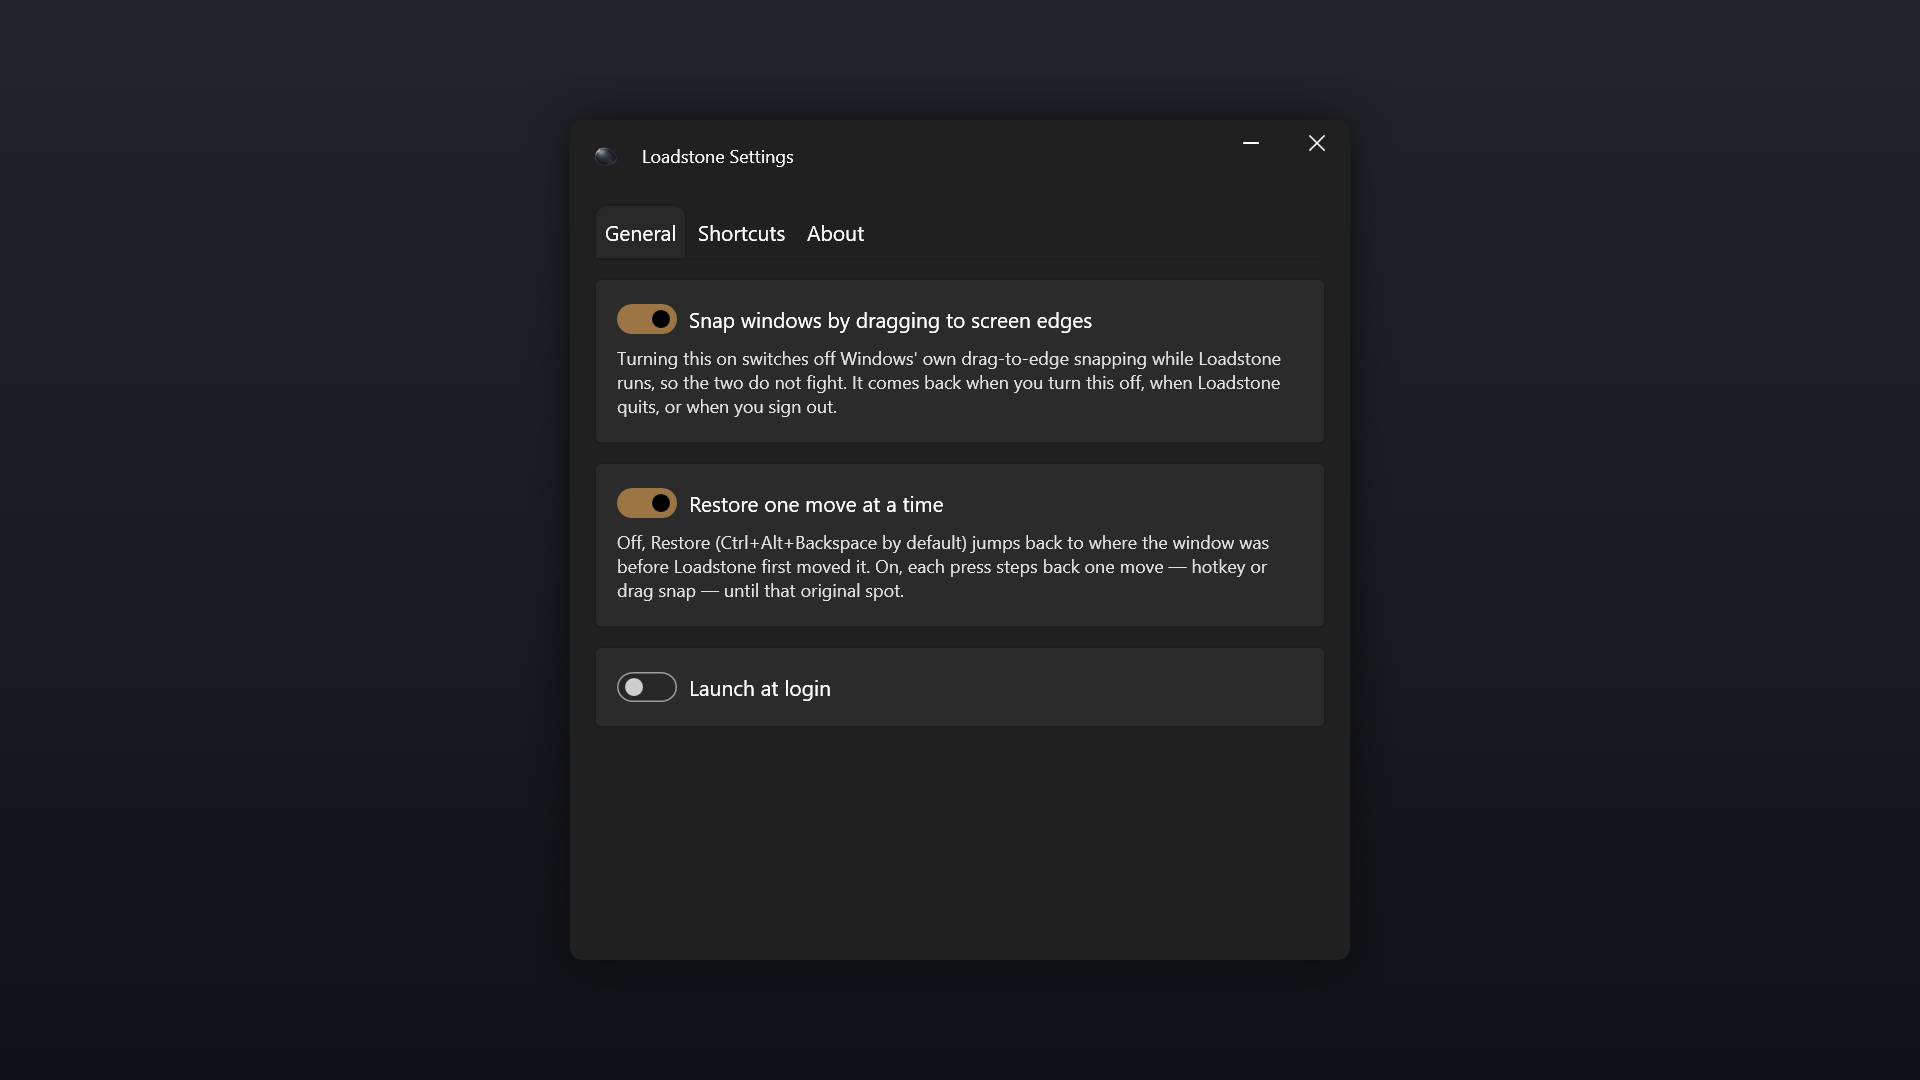 Loadstone Settings
General Shortcuts About
Snap windows by dragging to screen edges
Turning this on switches off Windows' own drag-to-edge snapping while Loadstone
runs, so the two do not fight. It comes back when you turn this off, when Loadstone
quits, or when you sign out.
Restore one move at a time
Off, Restore (Ctrl+Alt+Backspace by default) jumps back to where the window was
before Loadstone first moved it. On, each press steps back one move — hotkey or
drag snap — until that original spot.
Launch at login